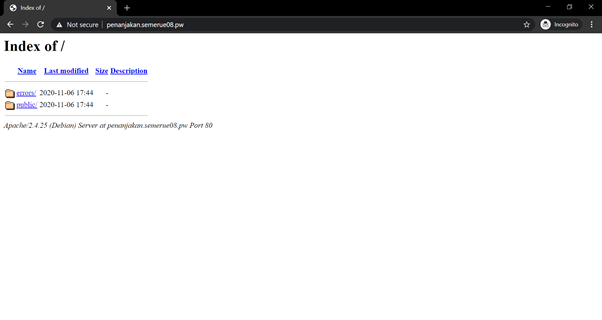 Index of /
Not secure | penanjakan.semerue08.pw
Incognito
Index of /
Name Last modified Size Description
errors/ 2020-11-06 17:44 -
public/ 2020-11-06 17:44 -
Apache/2.4.25 (Debian) Server at penanjakan.semerue08.pw Port 80